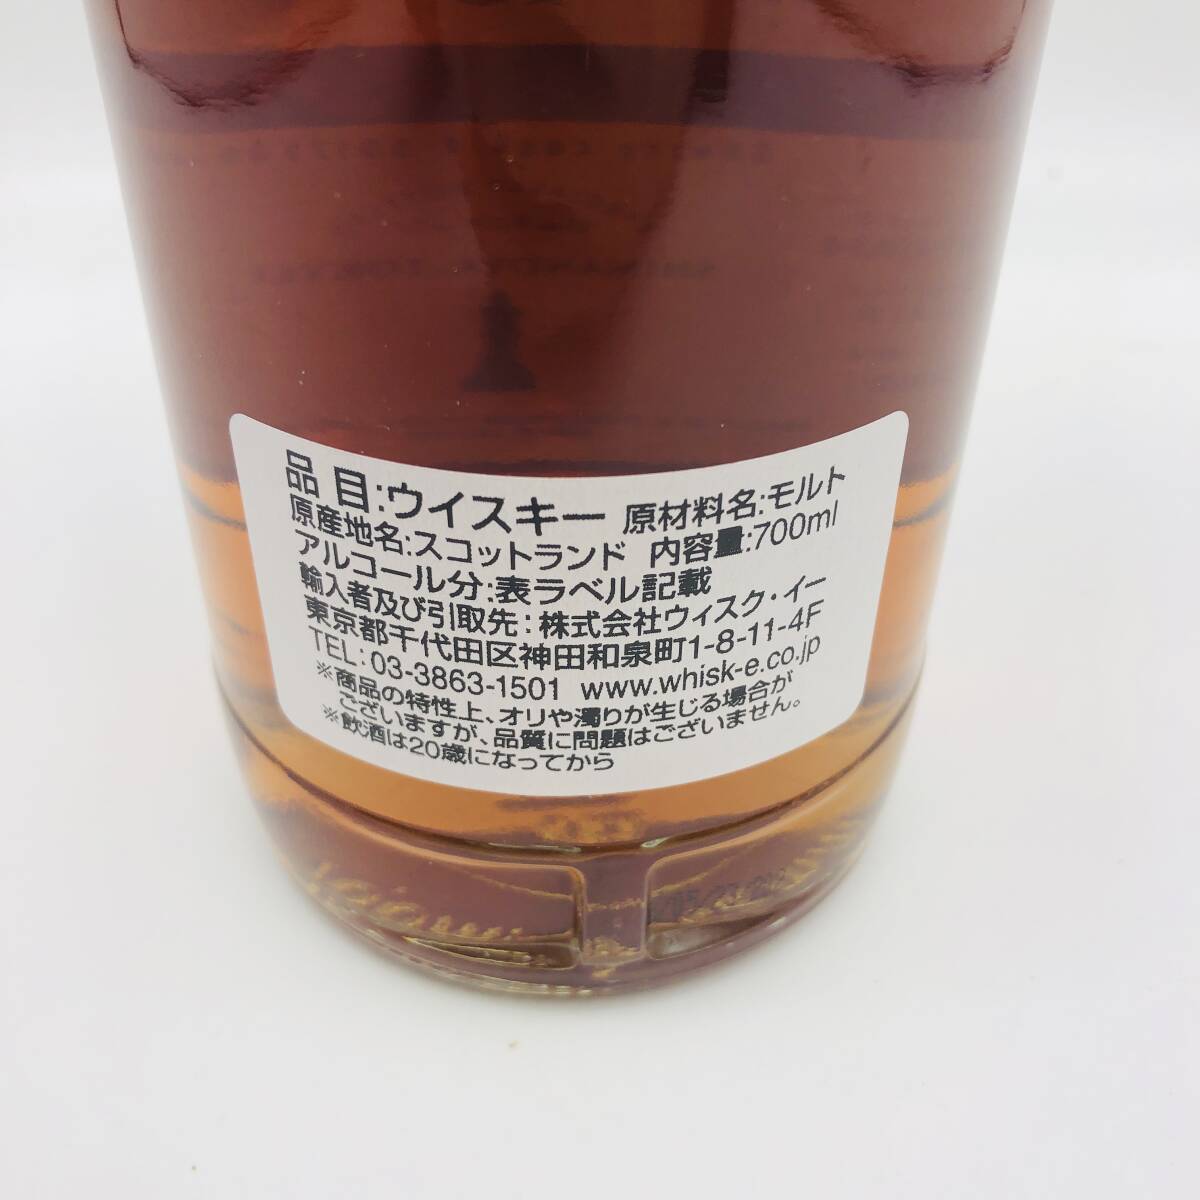 品 目:ウイスキー 原材料名:モルト
原産地名:スコットランド 内容量:700ml
アルコール分:表ラベル記載
輸入者及び引取先:株式会社ウィスク・イー
東京都千代田区神田和泉町1-8-11-4F
TEL:03-3863-1501 www.whisk-e.co.jp
※商品の特性上、オリや濁りが生じる場合が
ございますが、品質に問題はございません。
※飲酒は20歳になってから